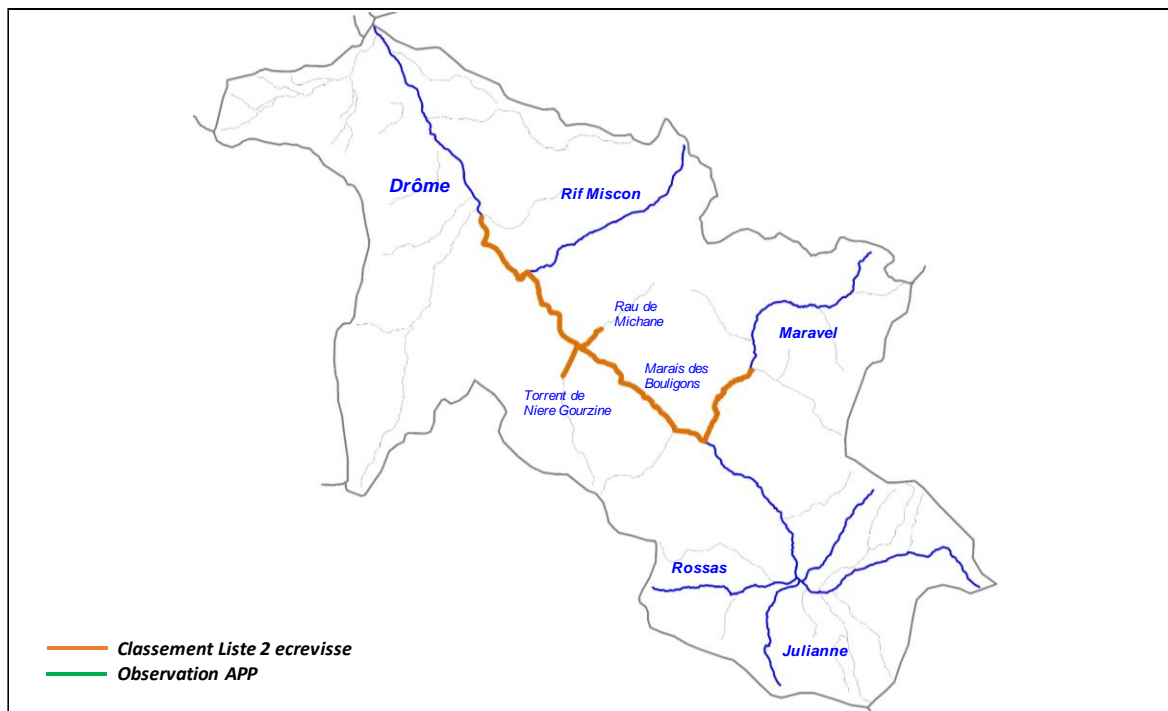 Drôme
Rif Miscon
Rau de
Michane
Maravel
Marais des
Bouligons
Torrent de
Niere Gourzine
Rossas
Julianne
Classement Liste 2 ecrevisse
Observation APP